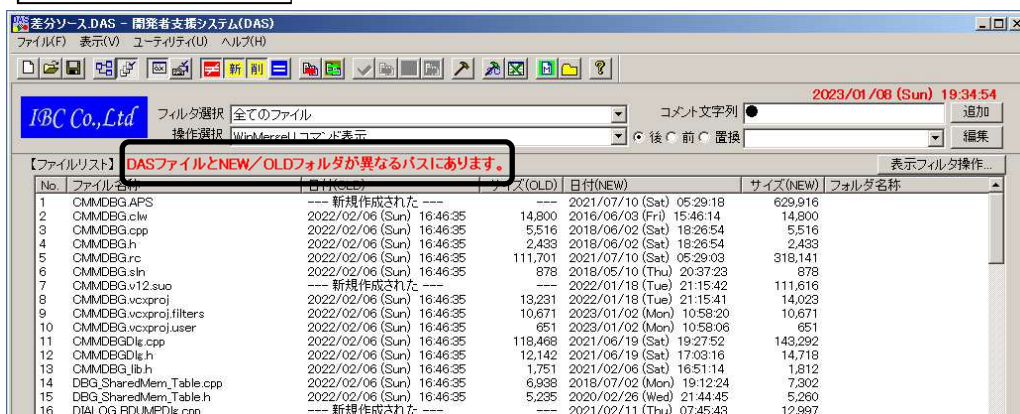 差分ソース.DAS - 開発者支援システム(DAS)
ファイル(F) 表示(V) ユーティリティ(U) ヘルプ(H)
新 削
2023/01/08 (Sun) 19:34:54
IBC Co.,Ltd フィルタ選択 全てのファイル コメント文字列 ● 追加
操作選択 WinMerge 後 前 置換 編集
【ファイルリスト】 DASファイルとNEW/OLDフォルダが異なるパスにあります。 表示フィルタ操作...
No. ファイル名称 日付(OLD) サイズ(OLD) 日付(NEW) サイズ(NEW) フォルダ名称
1 CMMDBG.APS --- 新規作成された --- --- 2021/07/10 (Sat) 05:29:18 629,916
2 CMMDBG.clw 2022/02/06 (Sun) 16:46:35 14,800 2016/06/03 (Fri) 15:46:14 14,800
3 CMMDBG.cpp 2022/02/06 (Sun) 16:46:35 5,516 2018/06/02 (Sat) 18:26:54 5,516
4 CMMDBG.h 2022/02/06 (Sun) 16:46:35 2,433 2018/06/02 (Sat) 18:26:54 2,433
5 CMMDBG.rc 2022/02/06 (Sun) 16:46:35 111,701 2021/07/10 (Sat) 05:29:03 318,141
6 CMMDBG.sln 2022/02/06 (Sun) 16:46:35 878 2018/05/10 (Thu) 20:37:23 878
7 CMMDBG.v12.suo --- 新規作成された --- --- 2022/01/18 (Tue) 21:15:42 111,616
8 CMMDBG.vcxproj 2022/02/06 (Sun) 16:46:35 13,231 2022/01/18 (Tue) 21:15:41 14,023
9 CMMDBG.vcxproj.filters 2022/02/06 (Sun) 16:46:35 10,671 2023/01/02 (Mon) 10:58:20 10,671
10 CMMDBG.vcxproj.user 2022/02/06 (Sun) 16:46:35 651 2023/01/02 (Mon) 10:58:06 651
11 CMMDBGDlg.cpp 2022/02/06 (Sun) 16:46:35 118,468 2021/06/19 (Sat) 19:27:52 143,292
12 CMMDBGDlg.h 2022/02/06 (Sun) 16:46:35 12,142 2021/06/19 (Sat) 17:03:16 14,718
13 CMMDBG_lib.h 2022/02/06 (Sun) 16:46:35 1,751 2021/02/06 (Sat) 16:51:14 1,812
14 DBG_SharedMem_Table.cpp 2022/02/06 (Sun) 16:46:35 6,938 2018/07/02 (Mon) 19:12:24 7,302
15 DBG_SharedMem_Table.h 2022/02/06 (Sun) 16:46:35 5,235 2020/02/26 (Wed) 21:44:45 5,260
16 DIALOG_BDUMPDlg.cpp --- 新規作成された --- --- 2021/02/11 (Thu) 07:45:43 12,997